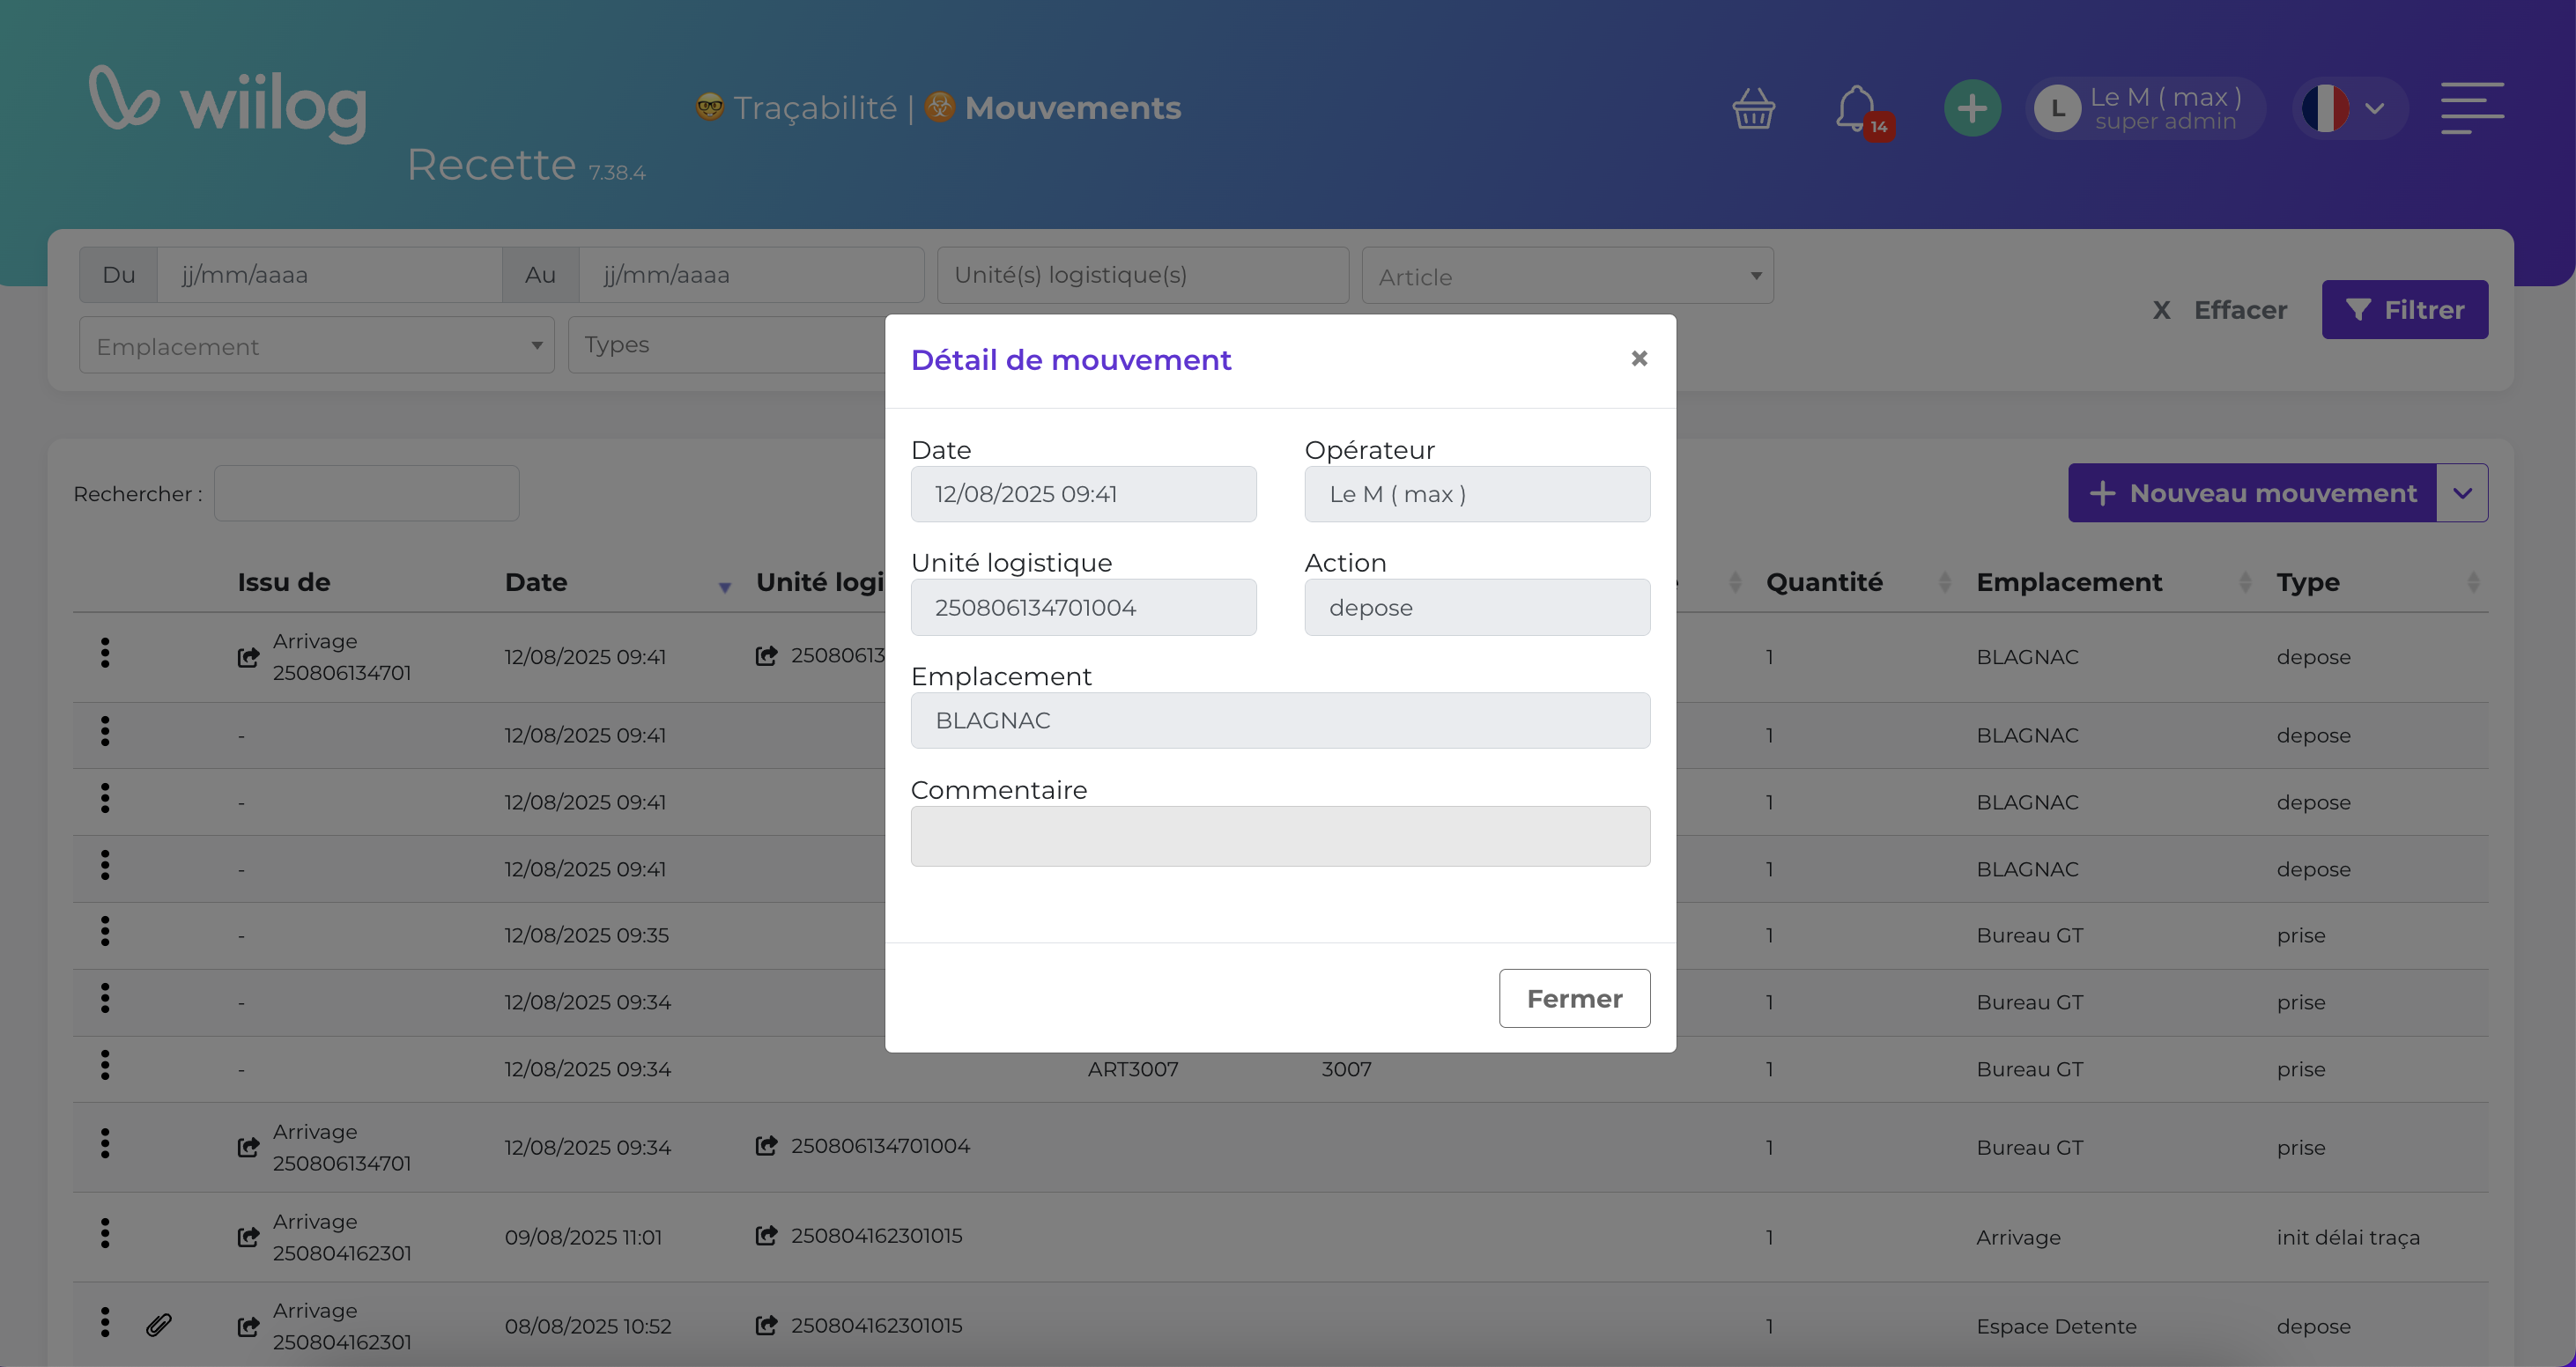 wiilog
Recette 7.38.4
Traçabilité | Mouvements
14
L
Le M ( max )
super admin
Du
jj/mm/aaaa
Au
jj/mm/aaaa
Unité(s) logistique(s)
Article
Emplacement
Types
X Effacer
Filtrer
Détail de mouvement
×
Date
12/08/2025 09:41
Opérateur
Le M ( max )
Unité logistique
250806134701004
Action
depose
Emplacement
BLAGNAC
Commentaire
Fermer
Rechercher :
Nouveau mouvement
Issu de Date Unité logi Quantité Emplacement Type
Arrivage
250806134701 12/08/2025 09:41 25080613 1 BLAGNAC depose
- 12/08/2025 09:41 1 BLAGNAC depose
- 12/08/2025 09:41 1 BLAGNAC depose
- 12/08/2025 09:41 1 BLAGNAC depose
- 12/08/2025 09:35 1 Bureau GT prise
- 12/08/2025 09:34 1 Bureau GT prise
- 12/08/2025 09:34 ART3007 3007 1 Bureau GT prise
Arrivage
250806134701 12/08/2025 09:34 250806134701004 1 Bureau GT prise
Arrivage
250804162301 09/08/2025 11:01 250804162301015 1 Arrivage init délai traça
Arrivage
250804162301 08/08/2025 10:52 250804162301015 1 Espace Detente depose